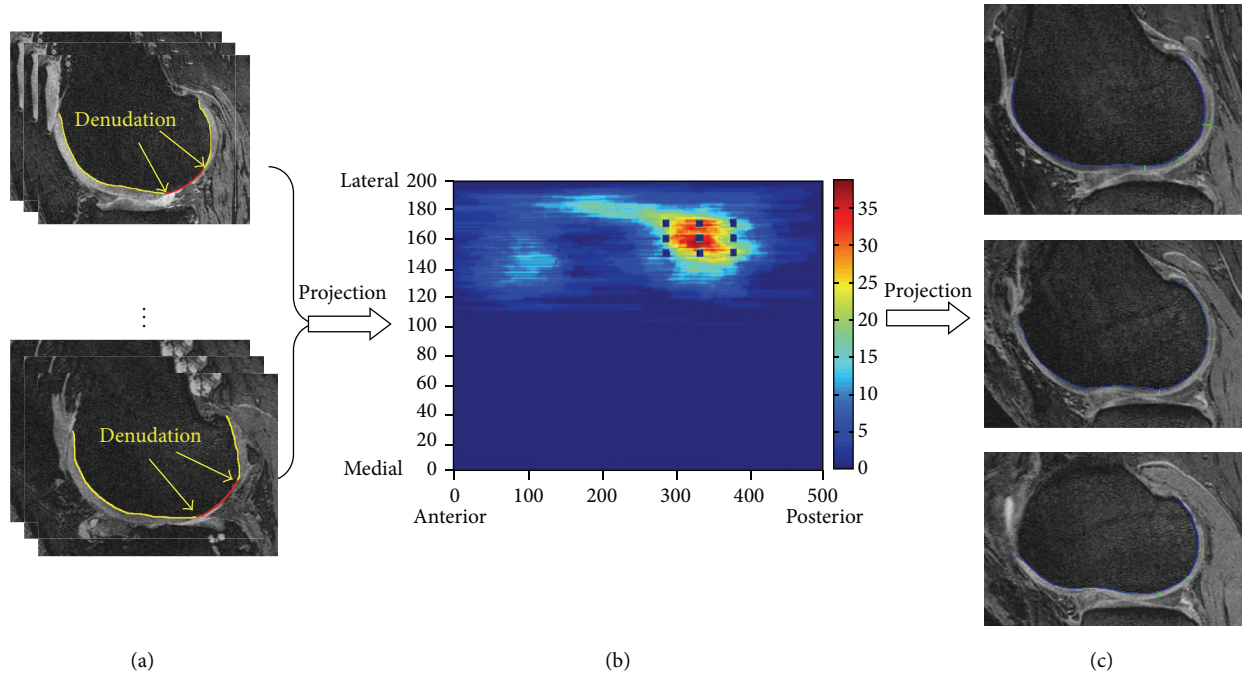 Denudation
⋮
Denudation
Projection
Lateral
200
180
160
140
120
100
80
60
40
20
Medial
0
0
100
200
300
400
500
Anterior
Posterior
35
30
25
20
15
10
5
0
Projection
(a)
(b)
(c)